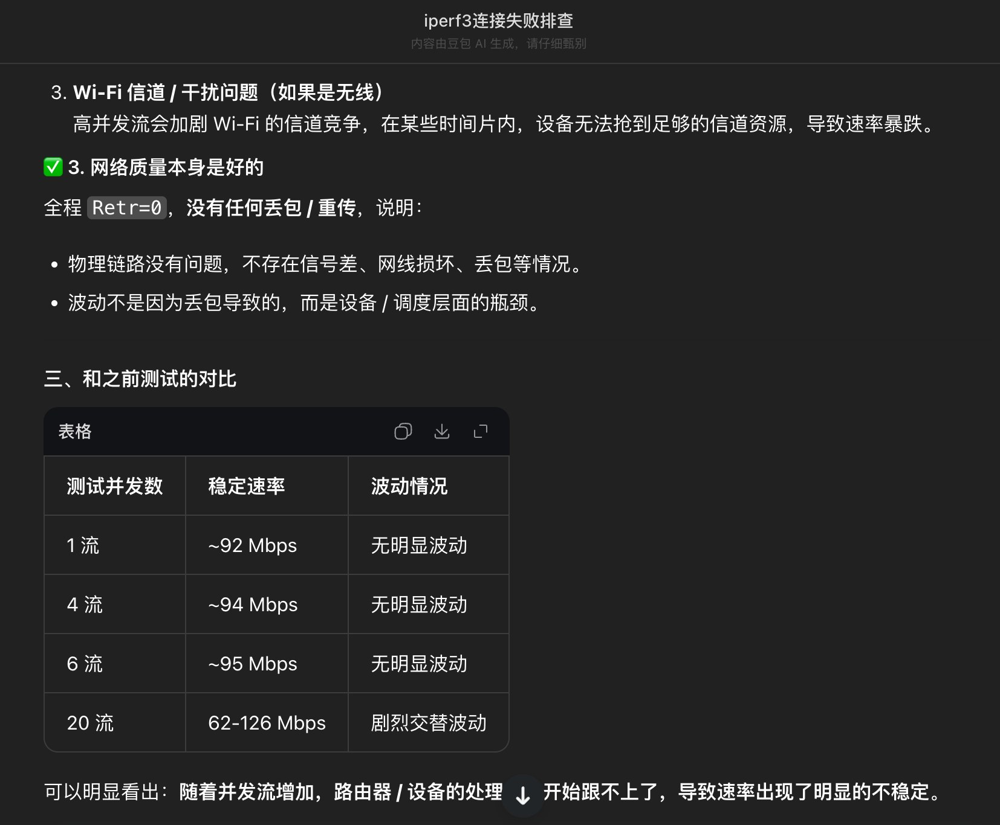 iperf3连接失败排查
内容由豆包 AI 生成，请仔细甄别
3. Wi-Fi 信道 / 干扰问题（如果是无线）
高并发流会加剧 Wi-Fi 的信道竞争，在某些时间片内，设备无法抢到足够的信道资源，导致速率暴跌。
✅ 3. 网络质量本身是好的
全程 Retr=0，没有任何丢包 / 重传，说明：
• 物理链路没有问题，不存在信号差、网线损坏、丢包等情况。
• 波动不是因为丢包导致的，而是设备 / 调度层面的瓶颈。
三、和之前测试的对比
表格
测试并发数 稳定速率 波动情况
1 流 ~92 Mbps 无明显波动
4 流 ~94 Mbps 无明显波动
6 流 ~95 Mbps 无明显波动
20 流 62-126 Mbps 剧烈交替波动
可以明显看出：随着并发流增加，路由器 / 设备的处理 开始跟不上了，导致速率出现了明显的不稳定。